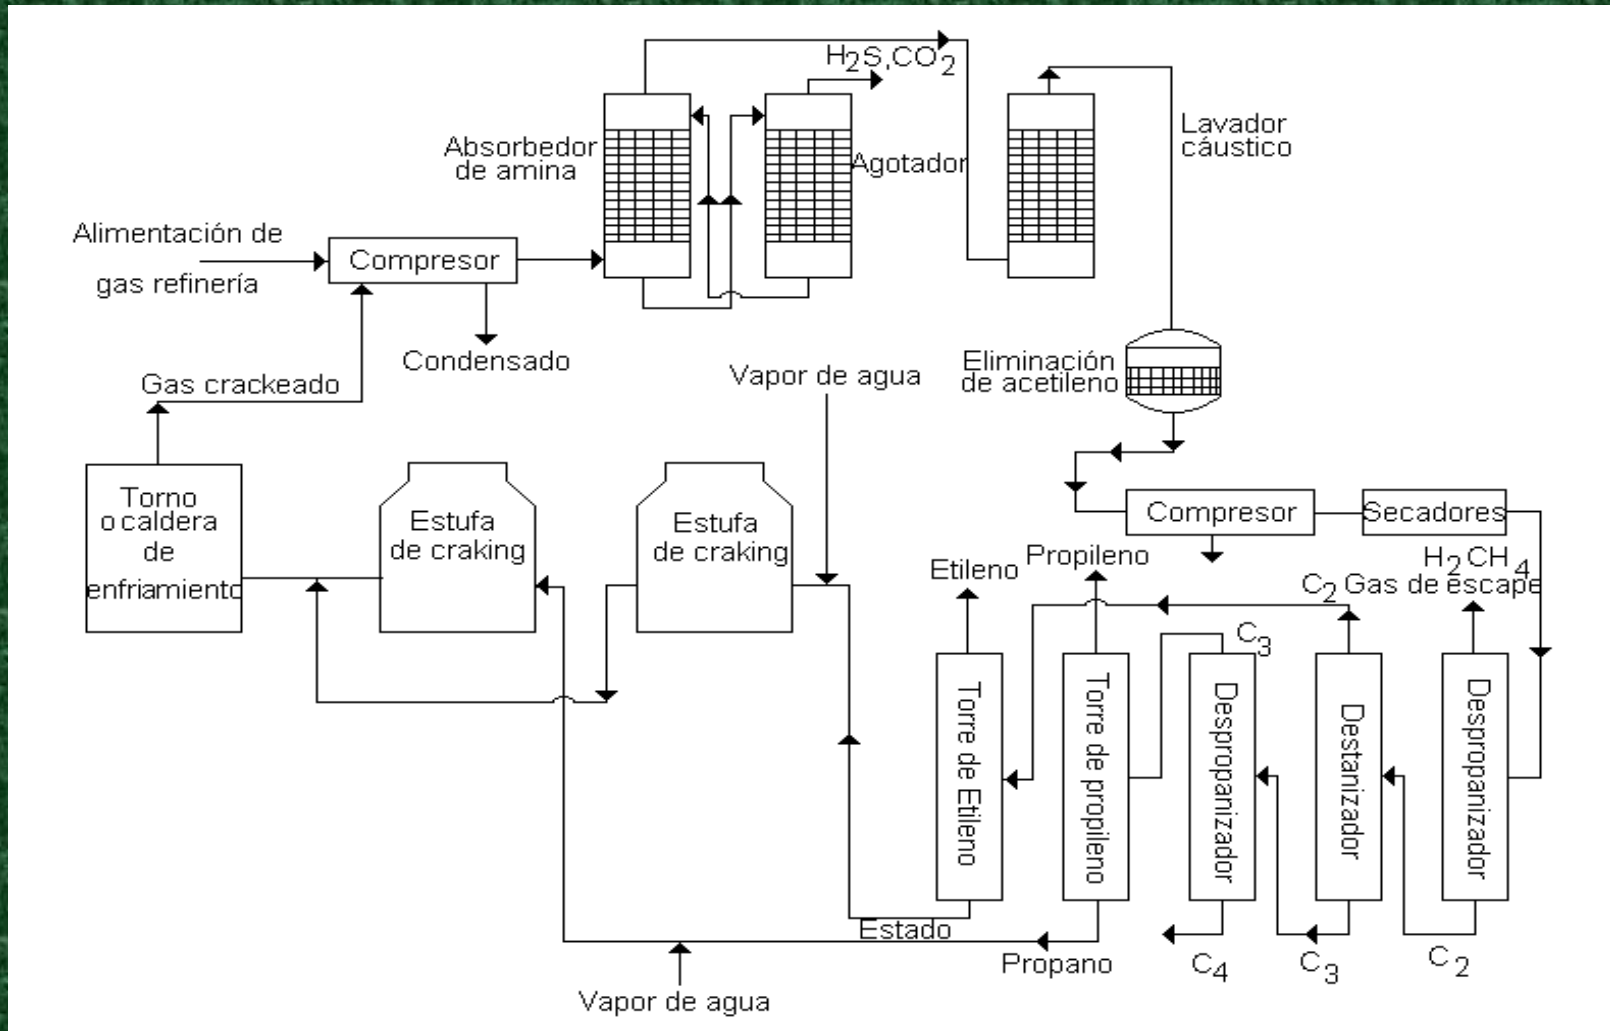 H2S,CO2
Absorbedor
de amina
Agotador
Lavador
cáustico
Alimentación de
gas refinería
Compresor
Condensado
Gas crackeado
Vapor de agua
Eliminación
de acetileno
Torno
o caldera
de
enfriamiento
Estufa
de craking
Estufa
de craking
Compresor
Secadores
Etileno
Propileno
H2 CH4
C2 Gas de escape
C3
Torre de Etileno
Torre de propileno
Despropanizador
Destanizador
Despropanizador
Estado
Propano
C4
C3
C2
Vapor de agua